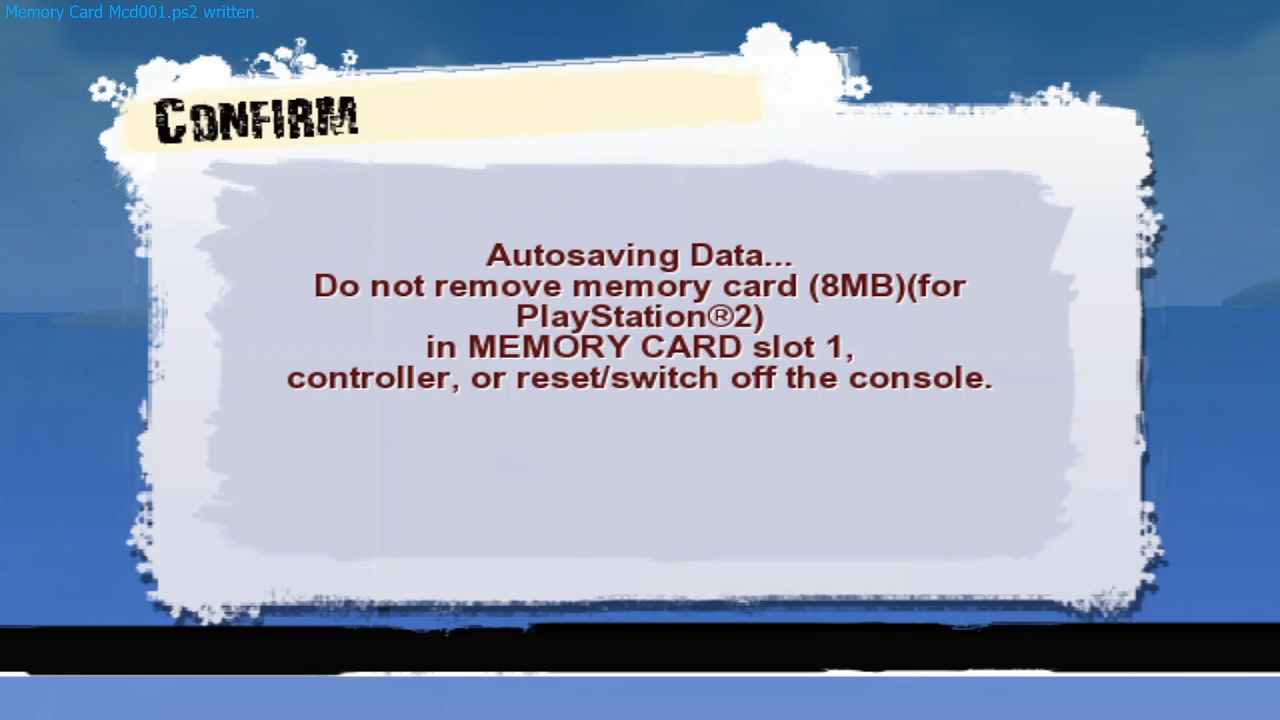 Memory Card Mcd001.ps2 written.
CONFIRM
Autosaving Data...
Do not remove memory card (8MB)(for
PlayStation®2)
in MEMORY CARD slot 1,
controller, or reset/switch off the console.